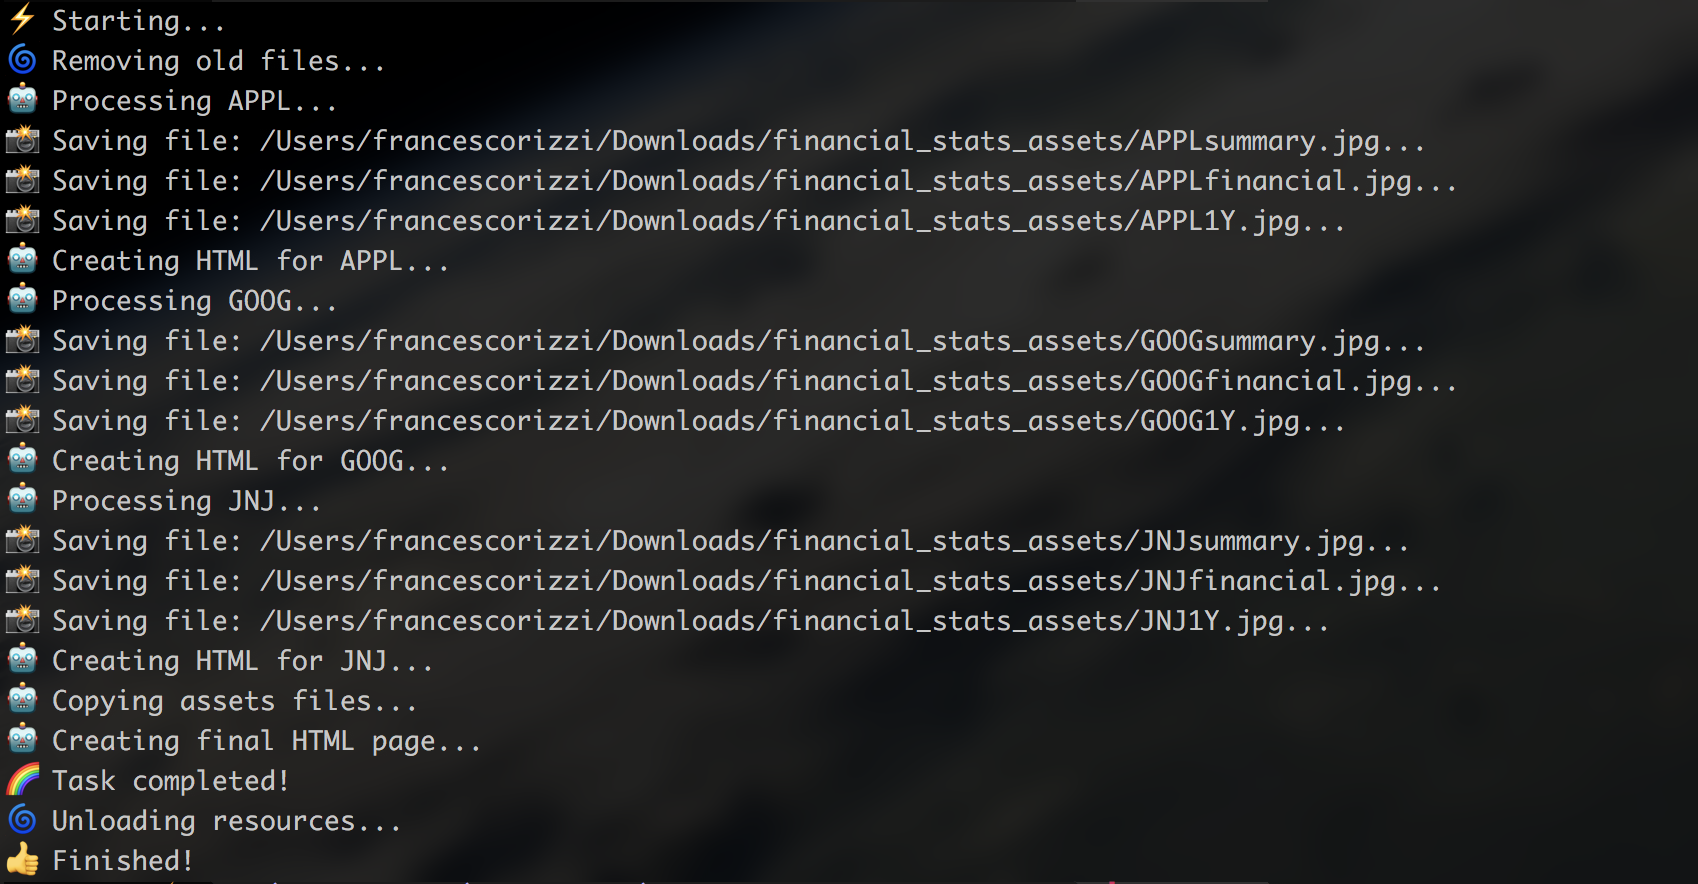 ⚡ Starting...
🌀 Removing old files...
🤖 Processing APPL...
📸 Saving file: /Users/francescorizzi/Downloads/financial_stats_assets/APPLsummary.jpg...
📸 Saving file: /Users/francescorizzi/Downloads/financial_stats_assets/APPLfinancial.jpg...
📸 Saving file: /Users/francescorizzi/Downloads/financial_stats_assets/APPL1Y.jpg...
🤖 Creating HTML for APPL...
🤖 Processing GOOG...
📸 Saving file: /Users/francescorizzi/Downloads/financial_stats_assets/GOOGsummary.jpg...
📸 Saving file: /Users/francescorizzi/Downloads/financial_stats_assets/GOOGfinancial.jpg...
📸 Saving file: /Users/francescorizzi/Downloads/financial_stats_assets/GOOG1Y.jpg...
🤖 Creating HTML for GOOG...
🤖 Processing JNJ...
📸 Saving file: /Users/francescorizzi/Downloads/financial_stats_assets/JNJsummary.jpg...
📸 Saving file: /Users/francescorizzi/Downloads/financial_stats_assets/JNJfinancial.jpg...
📸 Saving file: /Users/francescorizzi/Downloads/financial_stats_assets/JNJ1Y.jpg...
🤖 Creating HTML for JNJ...
🤖 Copying assets files...
🤖 Creating final HTML page...
🌈 Task completed!
🌀 Unloading resources...
👍 Finished!